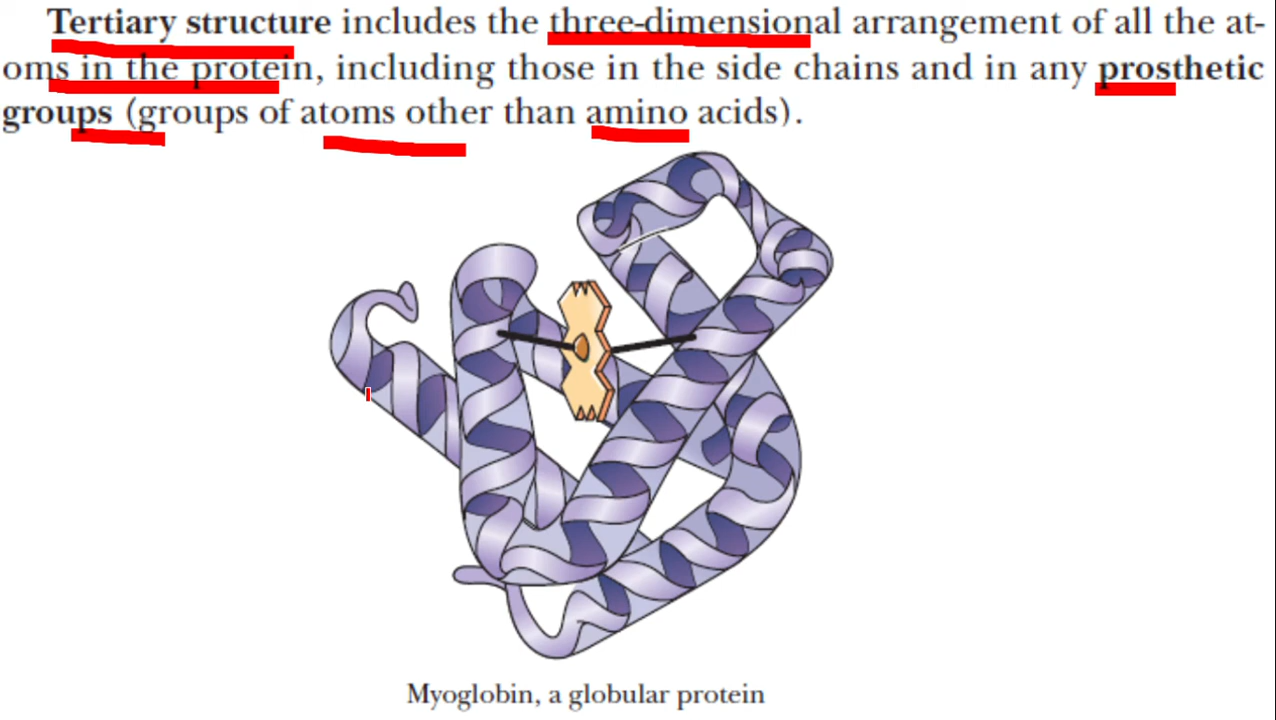 Tertiary structure includes the three-dimensional arrangement of all the at-
oms in the protein, including those in the side chains and in any prosthetic
groups (groups of atoms other than amino acids).
Myoglobin, a globular protein